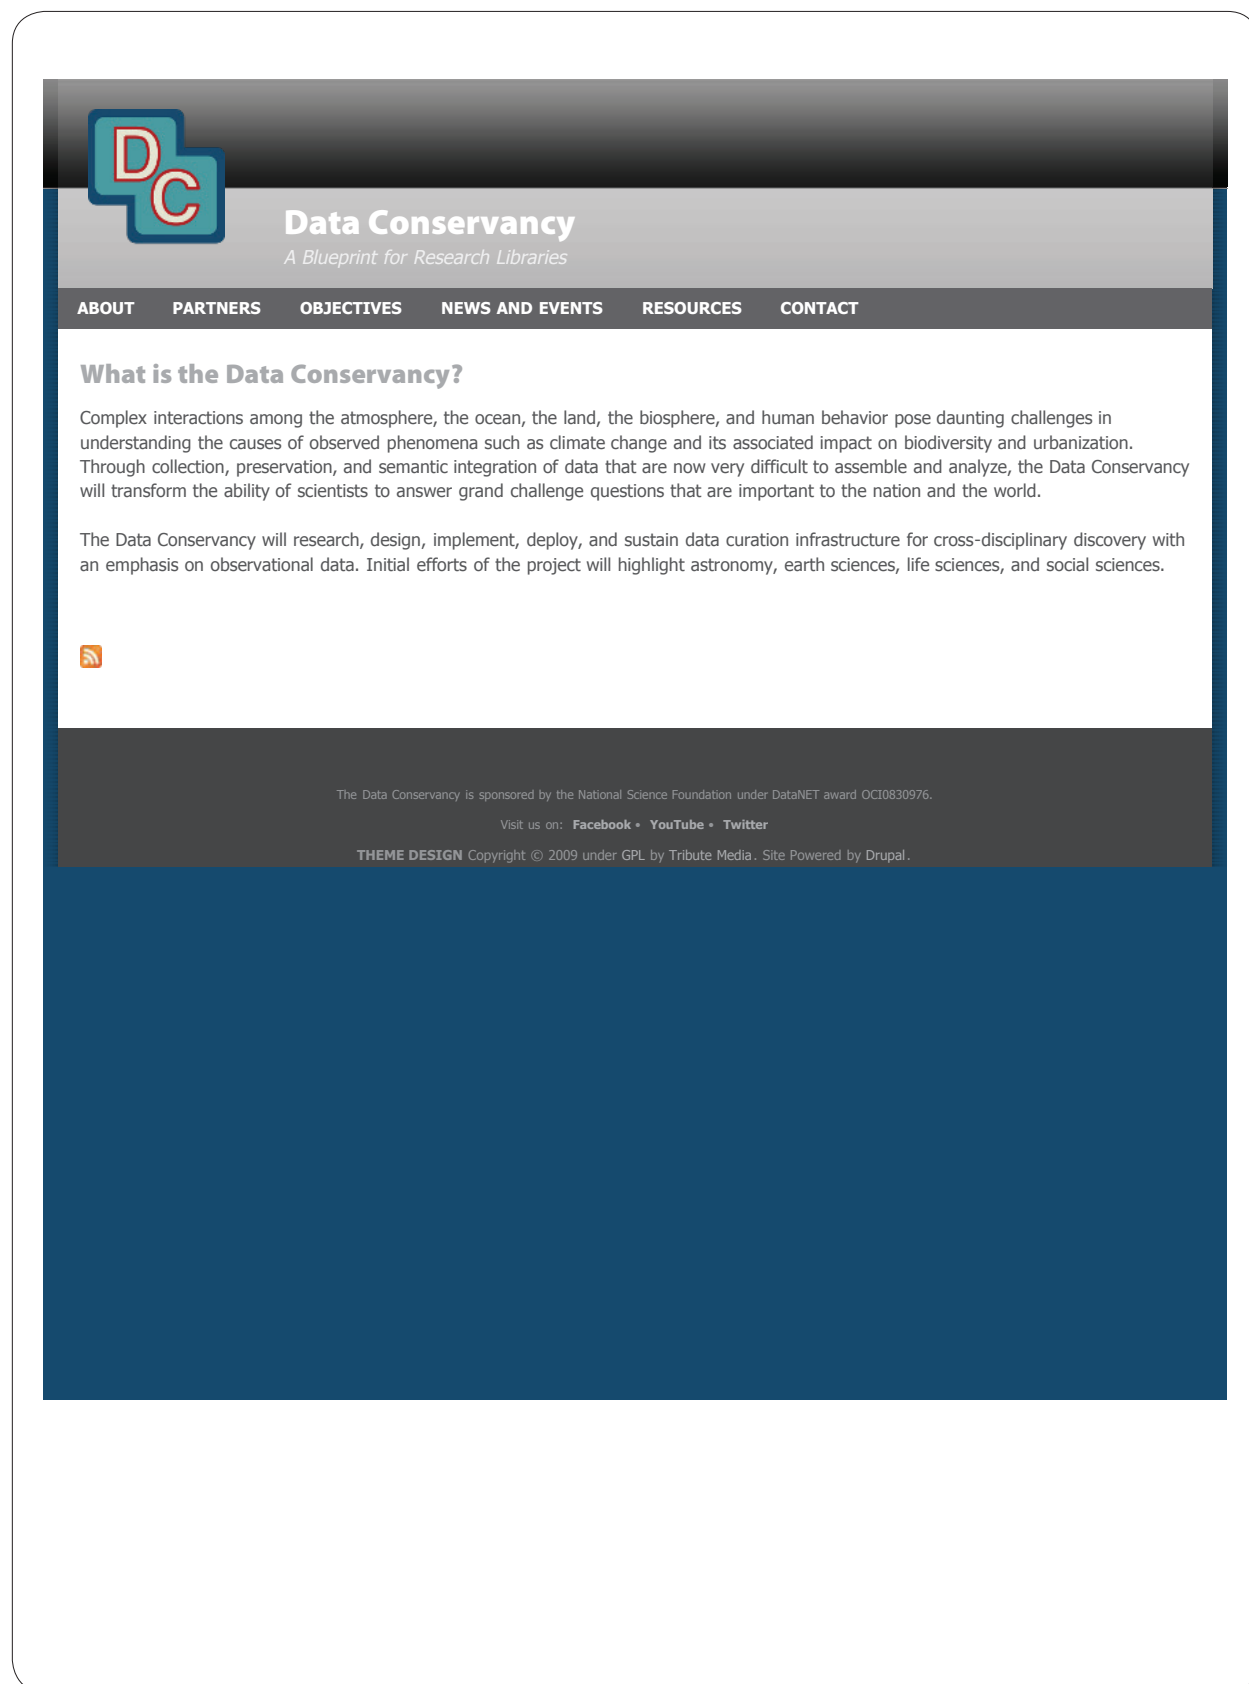 DC
Data Conservancy
A Blueprint for Research Libraries
ABOUT PARTNERS OBJECTIVES NEWS AND EVENTS RESOURCES CONTACT
What is the Data Conservancy?
Complex interactions among the atmosphere, the ocean, the land, the biosphere, and human behavior pose daunting challenges in
understanding the causes of observed phenomena such as climate change and its associated impact on biodiversity and urbanization.
Through collection, preservation, and semantic integration of data that are now very difficult to assemble and analyze, the Data Conservancy
will transform the ability of scientists to answer grand challenge questions that are important to the nation and the world.
The Data Conservancy will research, design, implement, deploy, and sustain data curation infrastructure for cross-disciplinary discovery with
an emphasis on observational data. Initial efforts of the project will highlight astronomy, earth sciences, life sciences, and social sciences.
The Data Conservancy is sponsored by the National Science Foundation under DataNET award OCI0830976.
Visit us on: Facebook • YouTube • Twitter
THEME DESIGN Copyright © 2009 under GPL by Tribute Media. Site Powered by Drupal.